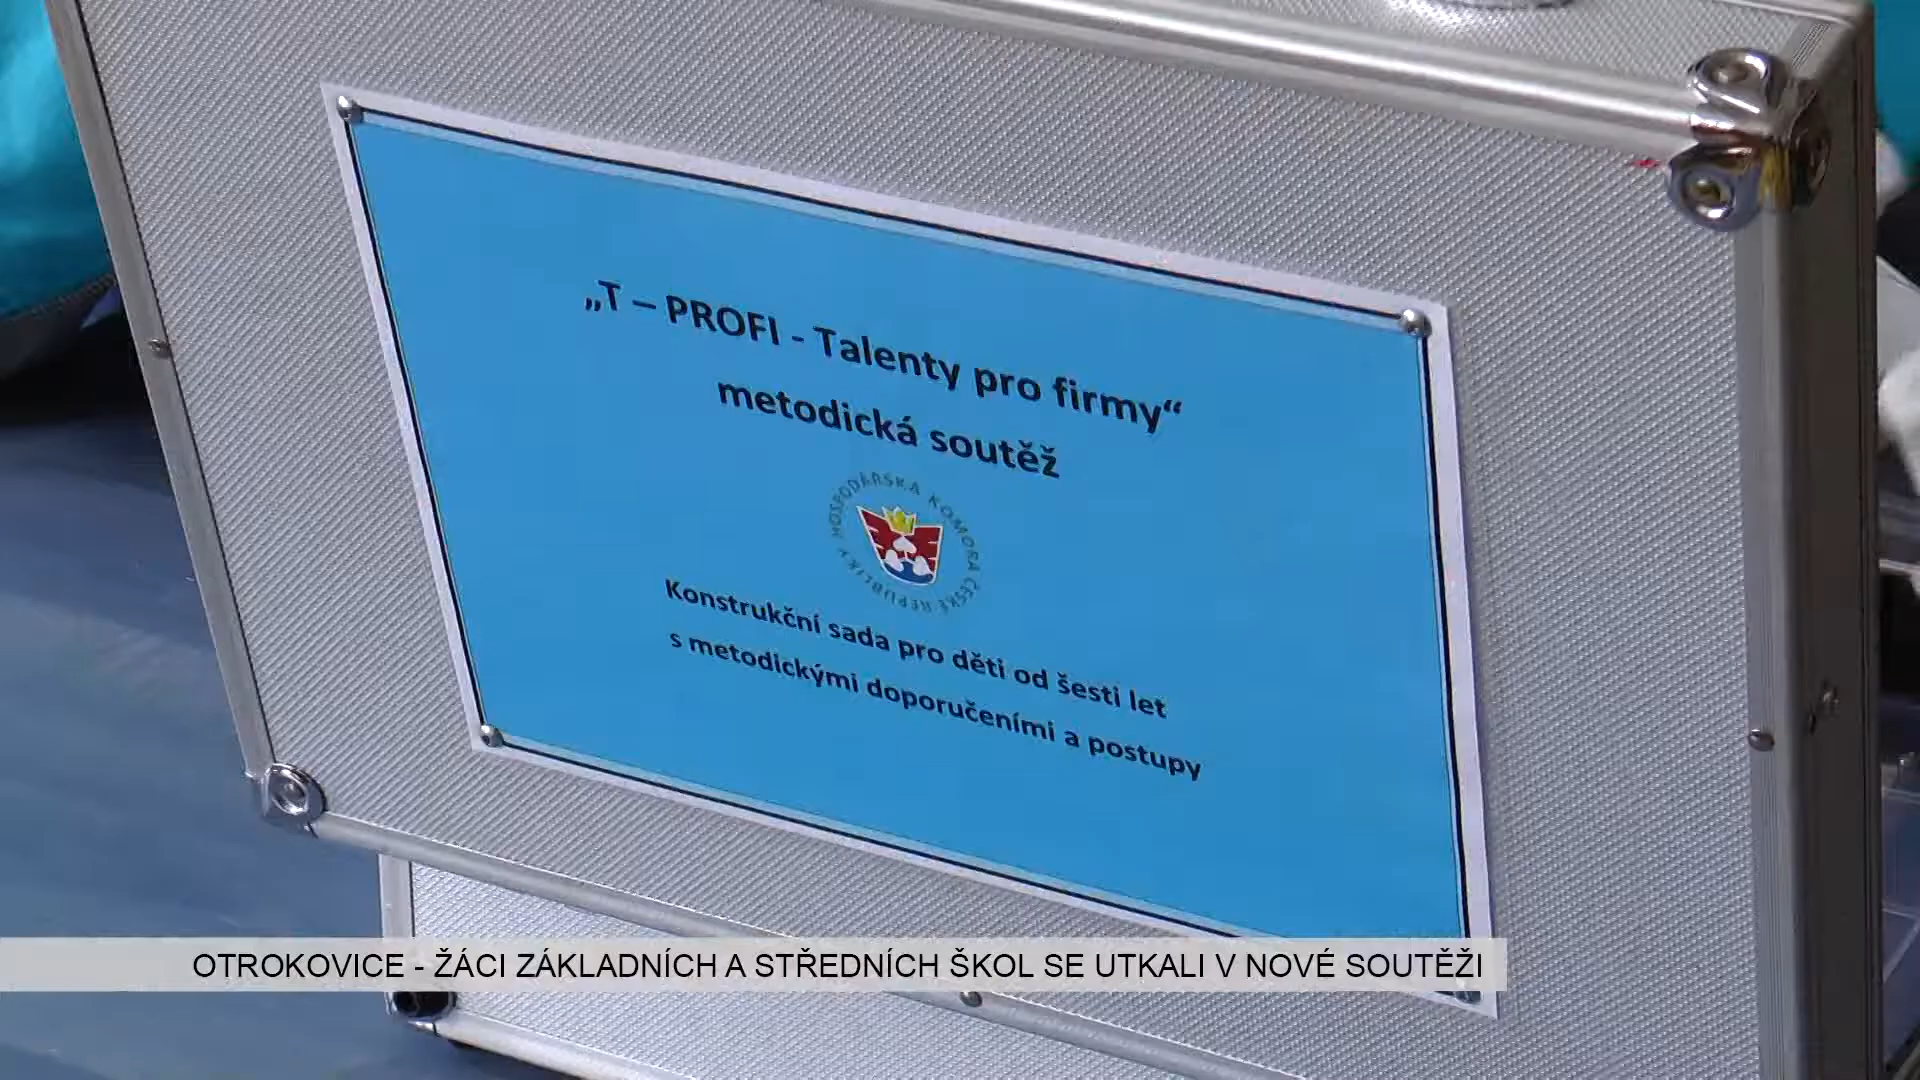 „T – PROFI - Talenty pro firmy“
metodická soutěž
HOSPODÁŘSKÁ KOMORA ČESKÉ REPUBLIKY
Konstrukční sada pro děti od šesti let
s metodickými doporučeními a postupy
OTROKOVICE - ŽÁCI ZÁKLADNÍCH A STŘEDNÍCH ŠKOL SE UTKALI V NOVÉ SOUTĚŽI